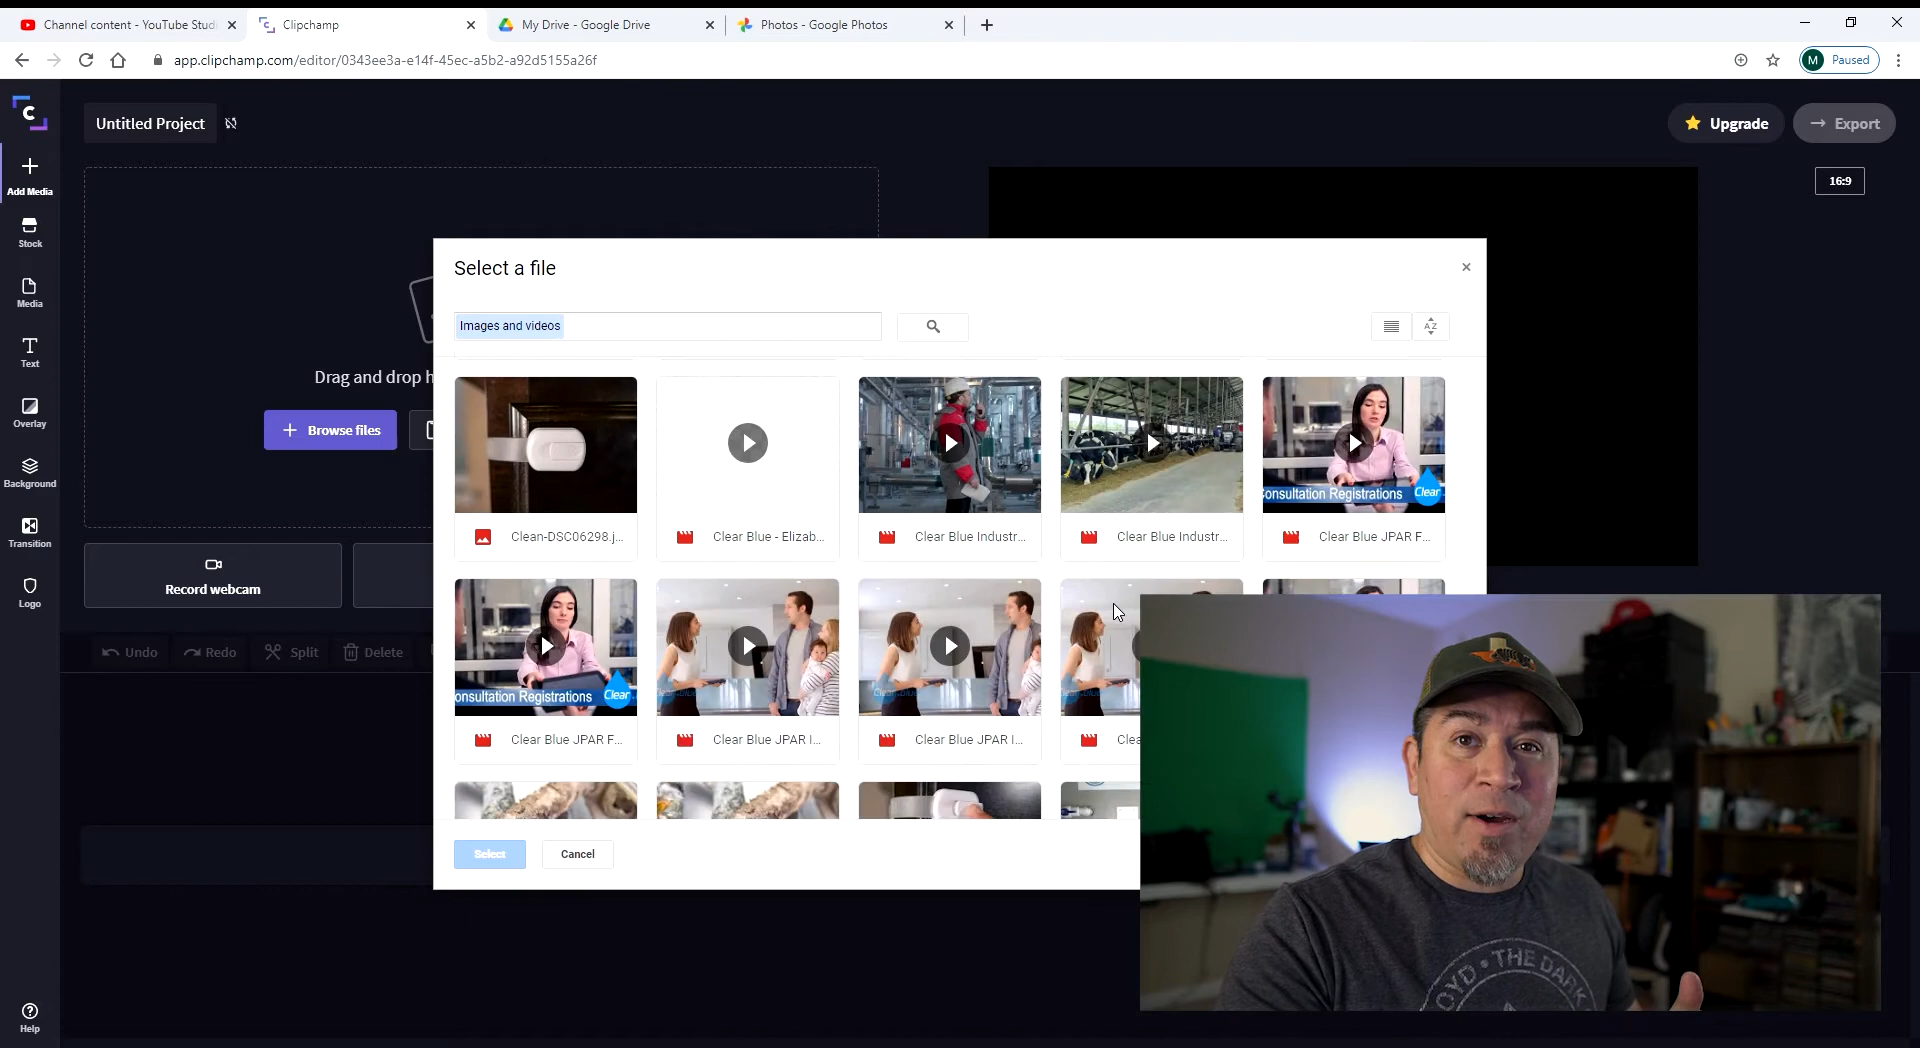 Channel content - YouTube Studi
Clipchamp
My Drive - Google Drive
Photos - Google Photos
app.clipchamp.com/editor/0343ee3a-e14f-45ec-a5b2-a92d5155a26f
M Paused
C
Untitled Project
Upgrade
Export
Add Media
16:9
Stock
Select a file
Media
Images and videos
A Z
Text
Drag and drop h
Overlay
Browse files
Background
onsultation Registrations Clear
Clean-DSC06298.j...
Clear Blue - Elizab...
Clear Blue Industr...
Clear Blue Industr...
Clear Blue JPAR F...
Transition
Record webcam
Logo
Undo
Redo
Split
Delete
onsultation Registrations Clear
Clear Blue JPAR F...
Clear Blue JPAR I...
Clear Blue JPAR I...
Clea
Select
Cancel
OYD • THE DARK
Help